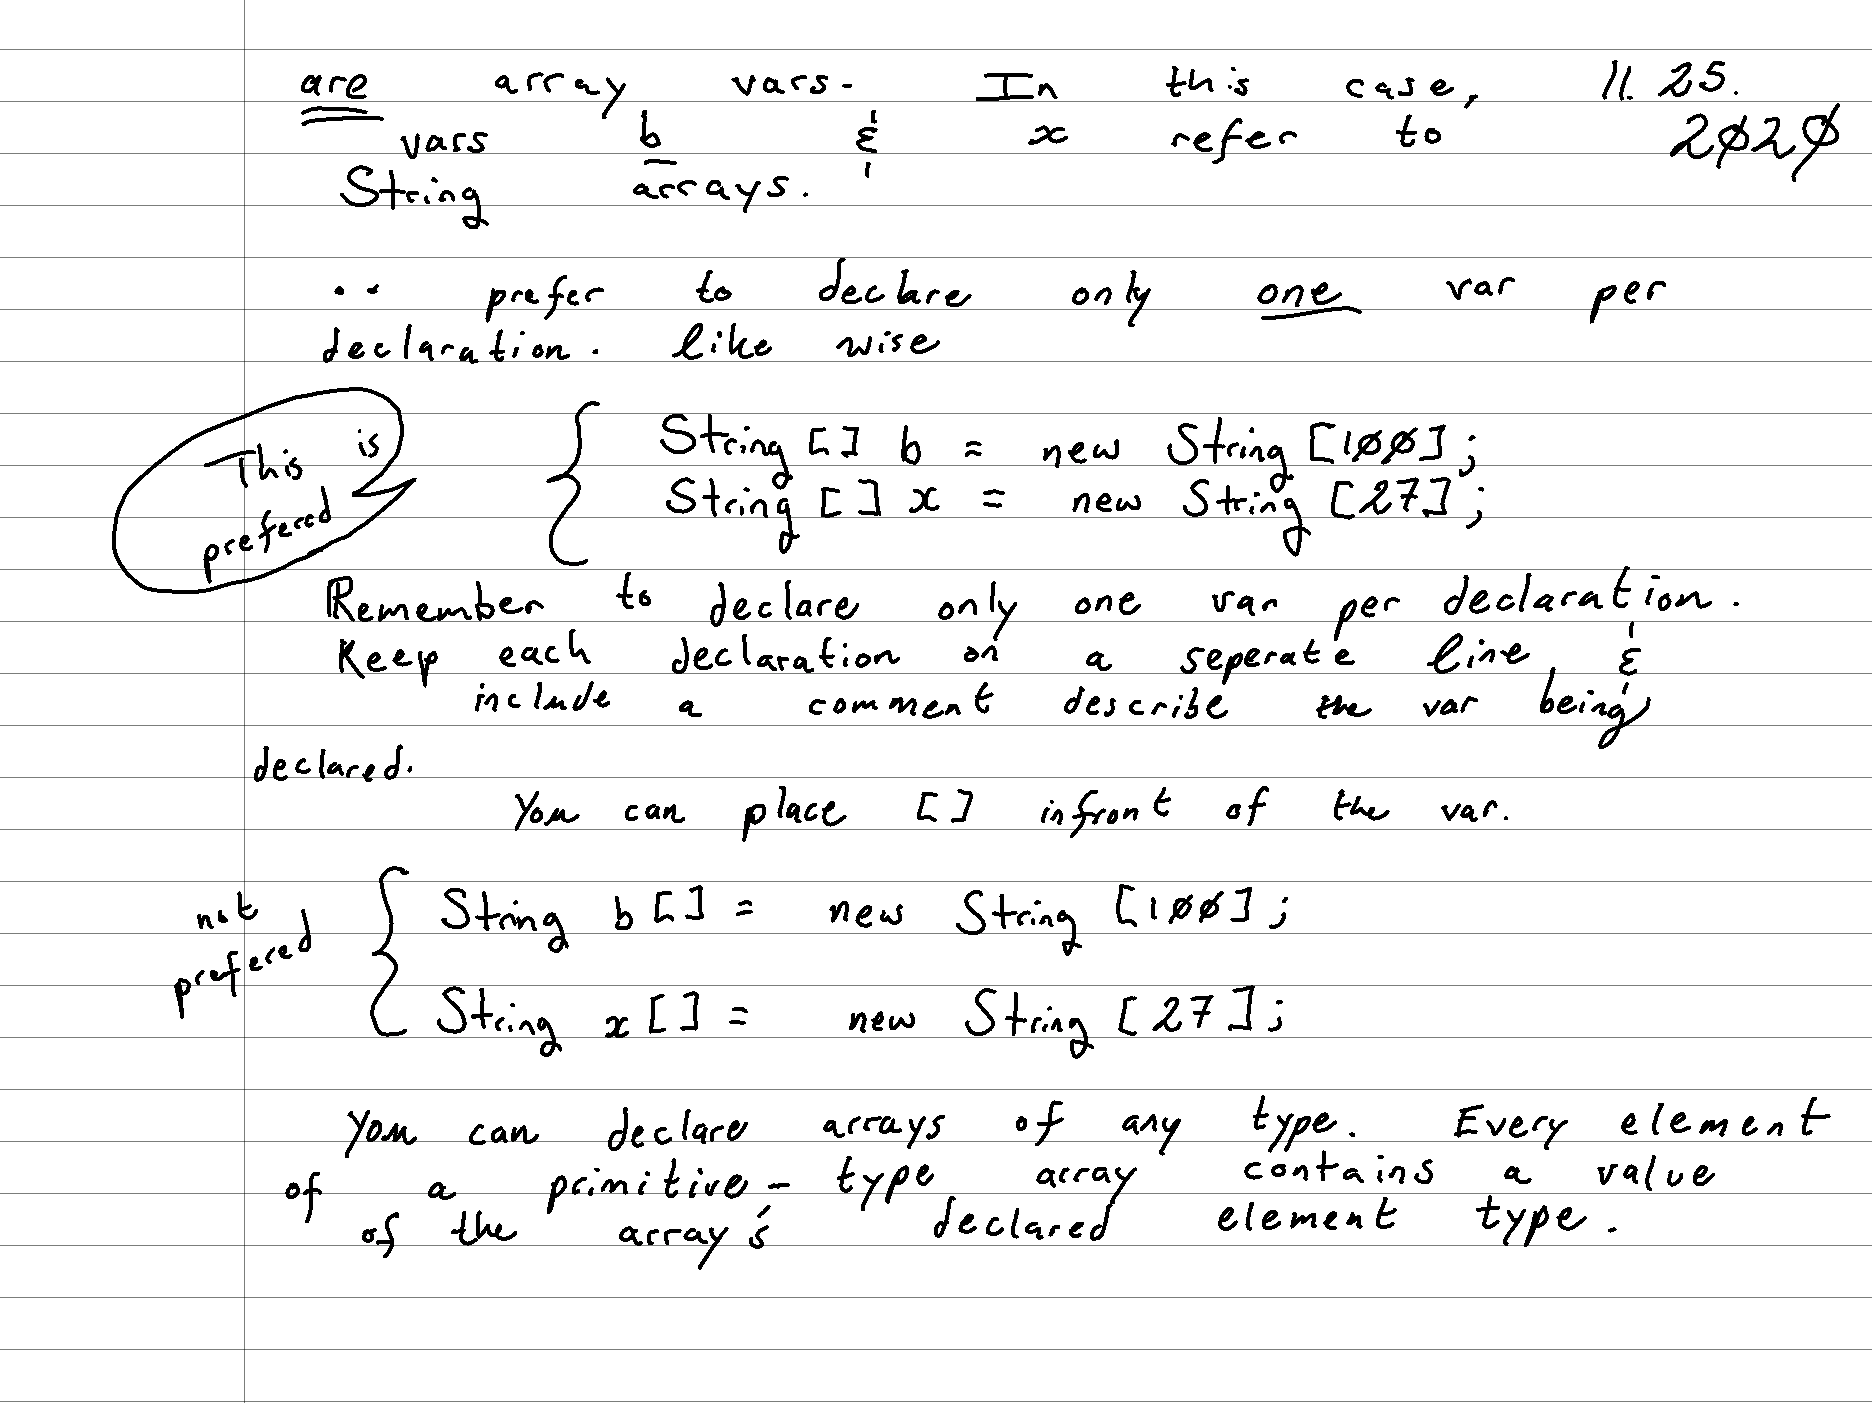 are array vars. In this case, 11. 25.
vars b & x refer to 2020
String arrays.
.. prefer to declare only one var per
declaration. like wise
This is
prefered
String [] b = new String [100];
String [] x = new String [27];
Remember to declare only one var per declaration.
Keep each declaration on a seperate line, &
include a comment describe the var being
declared.
You can place [] infront of the var.
not
prefered
String b[] = new String [100];
String x[] = new String [27];
You can declare arrays of any type. Every element
of a primitive-type array contains a value
of the array's declared element type.